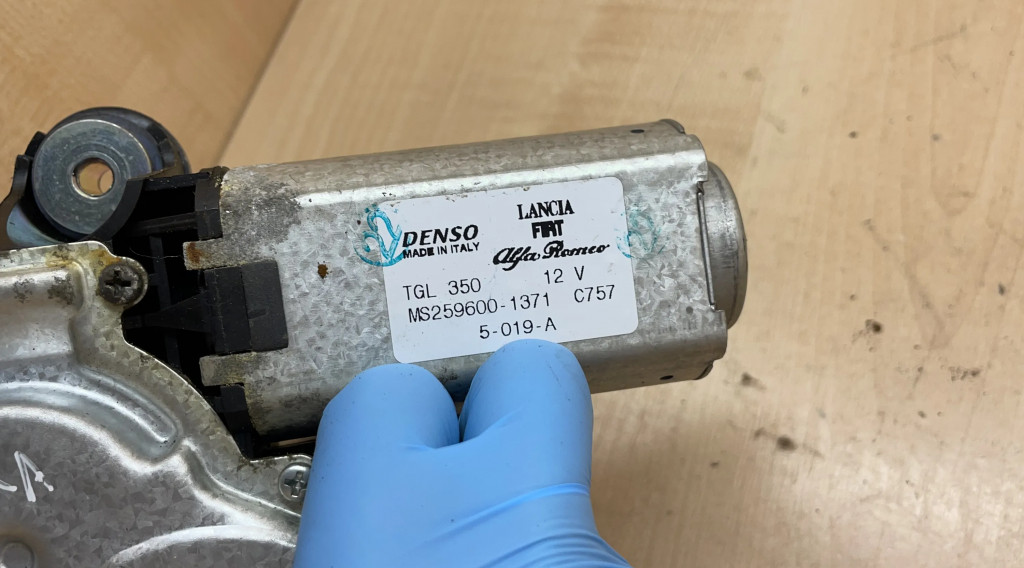 DENSO
MADE IN ITALY
LANCIA
FIAT
Alfa Romeo
TGL 350 12 V
MS259600-1371 C757
5-019-A